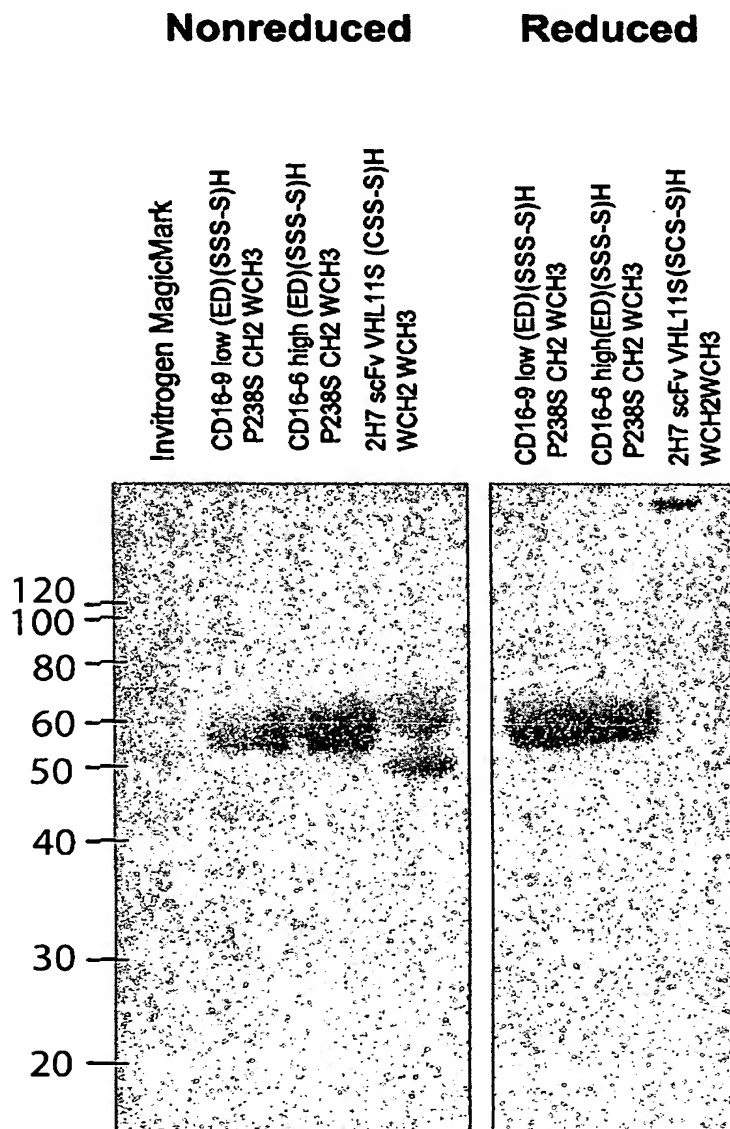 Nonreduced
Reduced
Invitrogen MagicMark
CD16-9 low (ED)(SSS-S)H
P238S CH2 WCH3
CD16-6 high (ED)(SSS-S)H
P238S CH2 WCH3
2H7 scFv VHL11S (CSS-S)H
WCH2 WCH3
CD16-9 low (ED)(SSS-S)H
P238S CH2 WCH3
CD16-6 high(ED)(SSS-S)H
P238S CH2 WCH3
2H7 scFv VHL11S(SCS-S)H
WCH2WCH3
120
100
80
60
50
40
30
20